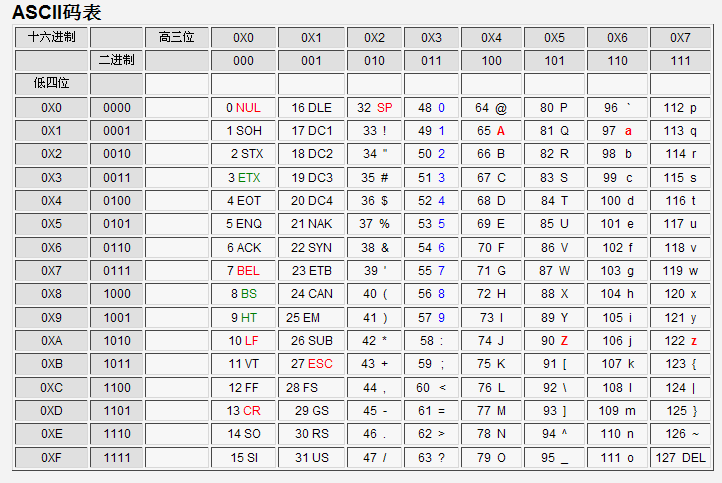 ASCII码表
十六进制 高三位 0X0 0X1 0X2 0X3 0X4 0X5 0X6 0X7
二进制 000 001 010 011 100 101 110 111
低四位
0X0 0000 0 NUL 16 DLE 32 SP 48 0 64 @ 80 P 96 ` 112 p
0X1 0001 1 SOH 17 DC1 33 ! 49 1 65 A 81 Q 97 a 113 q
0X2 0010 2 STX 18 DC2 34 " 50 2 66 B 82 R 98 b 114 r
0X3 0011 3 ETX 19 DC3 35 # 51 3 67 C 83 S 99 c 115 s
0X4 0100 4 EOT 20 DC4 36 $ 52 4 68 D 84 T 100 d 116 t
0X5 0101 5 ENQ 21 NAK 37 % 53 5 69 E 85 U 101 e 117 u
0X6 0110 6 ACK 22 SYN 38 & 54 6 70 F 86 V 102 f 118 v
0X7 0111 7 BEL 23 ETB 39 ' 55 7 71 G 87 W 103 g 119 w
0X8 1000 8 BS 24 CAN 40 ( 56 8 72 H 88 X 104 h 120 x
0X9 1001 9 HT 25 EM 41 ) 57 9 73 I 89 Y 105 i 121 y
0XA 1010 10 LF 26 SUB 42 * 58 : 74 J 90 Z 106 j 122 z
0XB 1011 11 VT 27 ESC 43 + 59 ; 75 K 91 [ 107 k 123 {
0XC 1100 12 FF 28 FS 44 , 60 < 76 L 92 \ 108 l 124 |
0XD 1101 13 CR 29 GS 45 - 61 = 77 M 93 ] 109 m 125 }
0XE 1110 14 SO 30 RS 46 . 62 > 78 N 94 ^ 110 n 126 ~
0XF 1111 15 SI 31 US 47 / 63 ? 79 O 95 _ 111 o 127 DEL